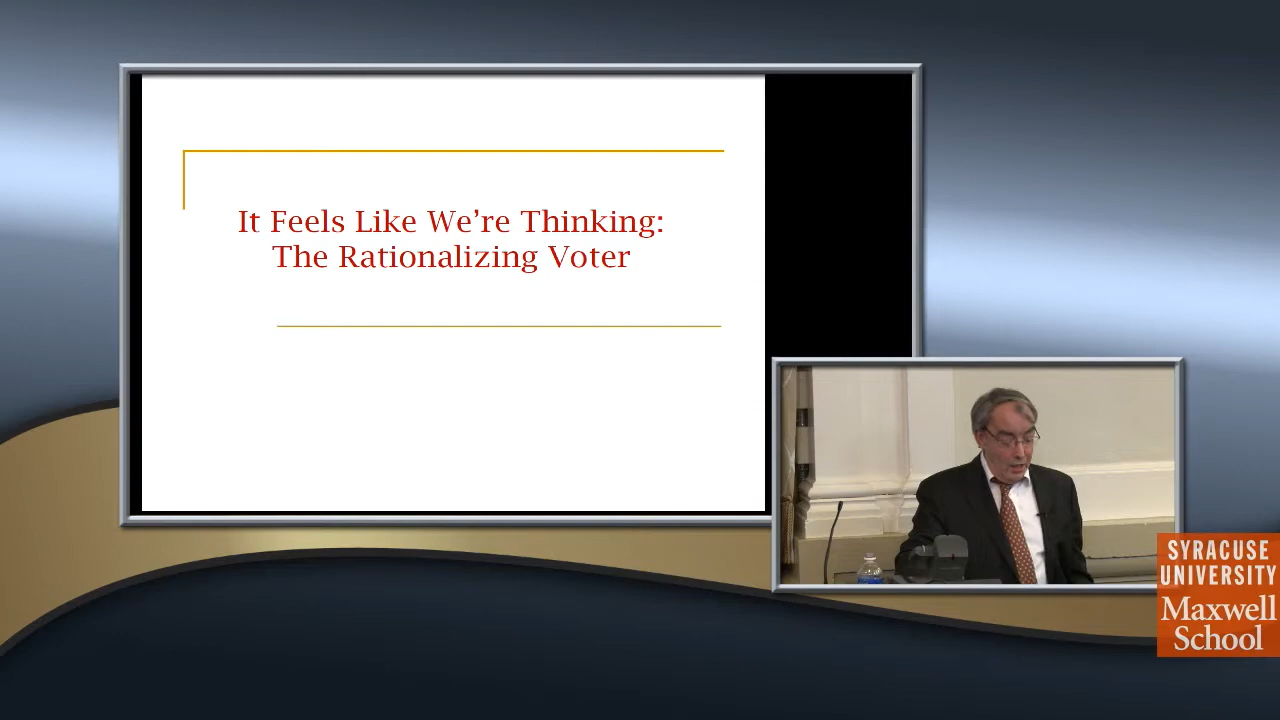 It Feels Like We’re Thinking:
The Rationalizing Voter
SYRACUSE
UNIVERSITY
Maxwell
School